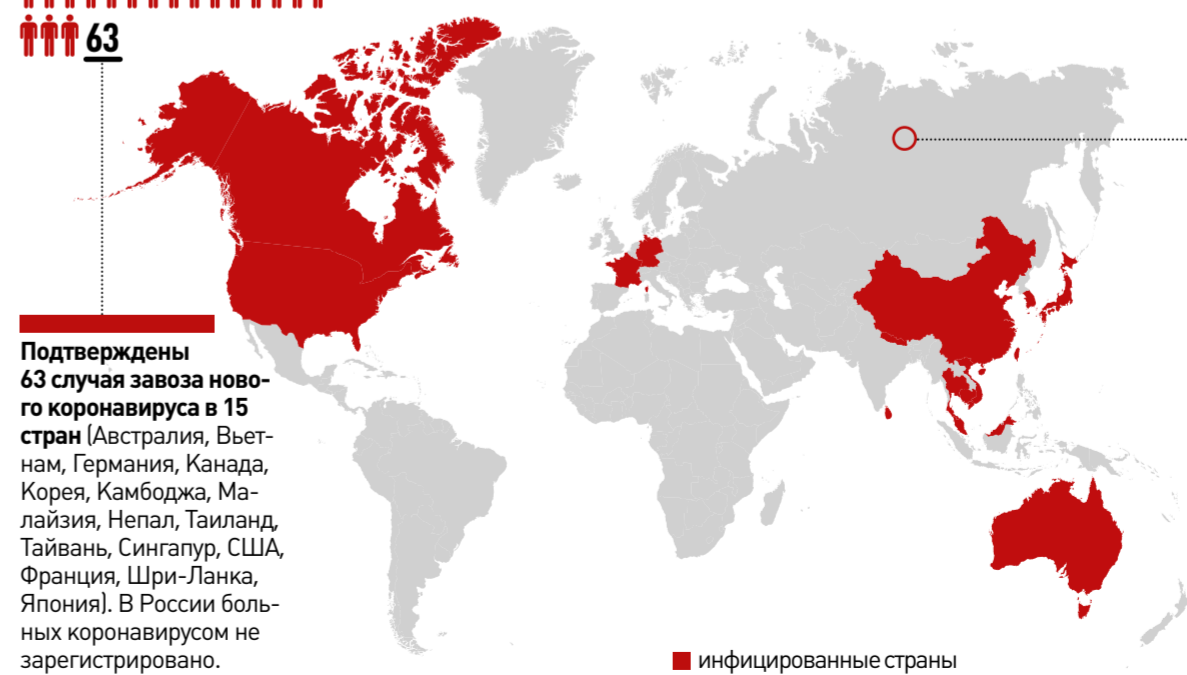 63
Подтверждены
63 случая завоза ново-
го коронавируса в 15
стран (Австралия, Вьет-
нам, Германия, Канада,
Корея, Камбоджа, Ма-
лайзия, Непал, Таиланд,
Тайвань, Сингапур, США,
Франция, Шри-Ланка,
Япония). В России боль-
ных коронавирусом не
зарегистрировано.
инфицированные страны